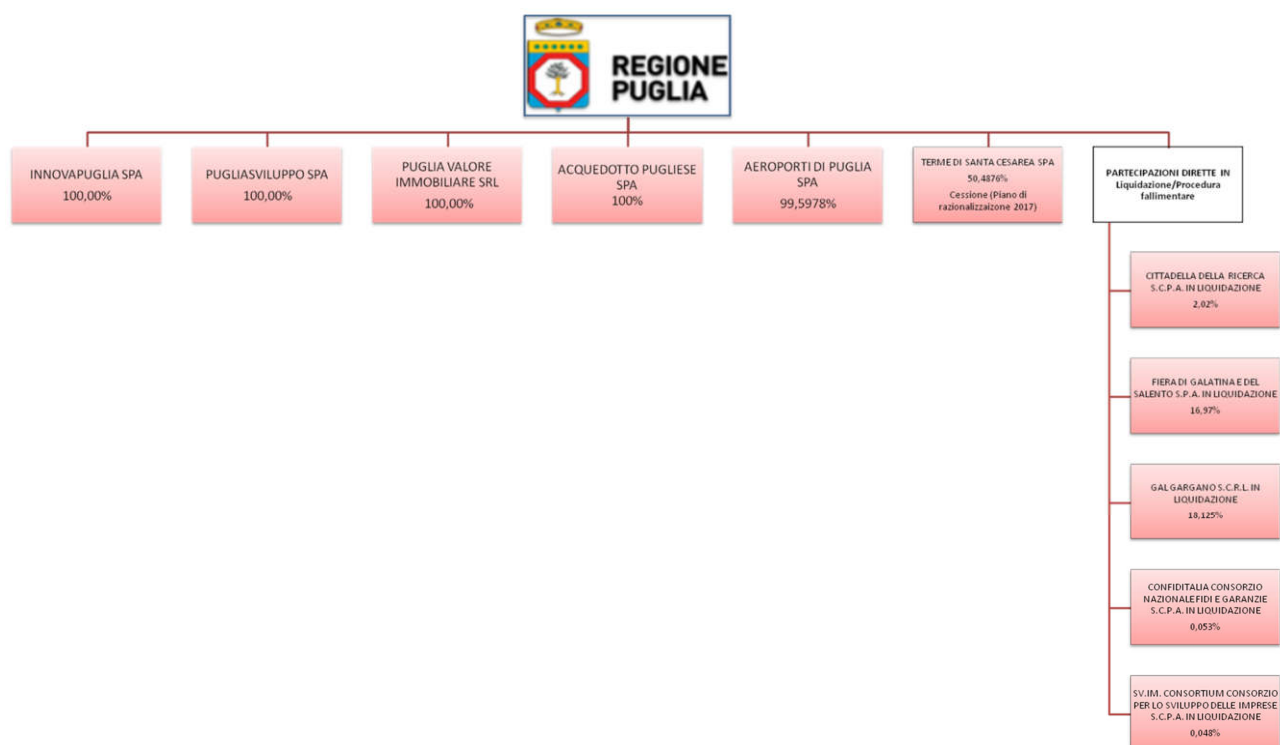 REGIONE
PUGLIA
INNOVAPUGLIA SPA
100,00%
PUGLIASVILUPPO SPA
100,00%
PUGLIA VALORE
IMMOBILIARE SRL
100,00%
ACQUEDOTTO PUGLIESE
SPA
100%
AEROPORTI DI PUGLIA
SPA
99,5978%
TERME DI SANTA CESAREA SPA
50,4876%
Cessione (Piano di
razionalizzaizone 2017)
PARTECIPAZIONI DIRETTE IN
Liquidazione/Procedura
fallimentare
CITTADELLA DELLA RICERCA
S.C.P.A. IN LIQUIDAZIONE
2,02%
FIERA DI GALATINA E DEL
SALENTO S.P.A. IN LIQUIDAZIONE
16,97%
GAL GARGANO S.C.R.L. IN
LIQUIDAZIONE
18,125%
CONFIDITALIA CONSORZIO
NAZIONALE FIDI E GARANZIE
S.C.P.A. IN LIQUIDAZIONE
0,053%
SV.IM. CONSORTIUM CONSORZIO
PER LO SVILUPPO DELLE IMPRESE
S.C.P.A. IN LIQUIDAZIONE
0,048%